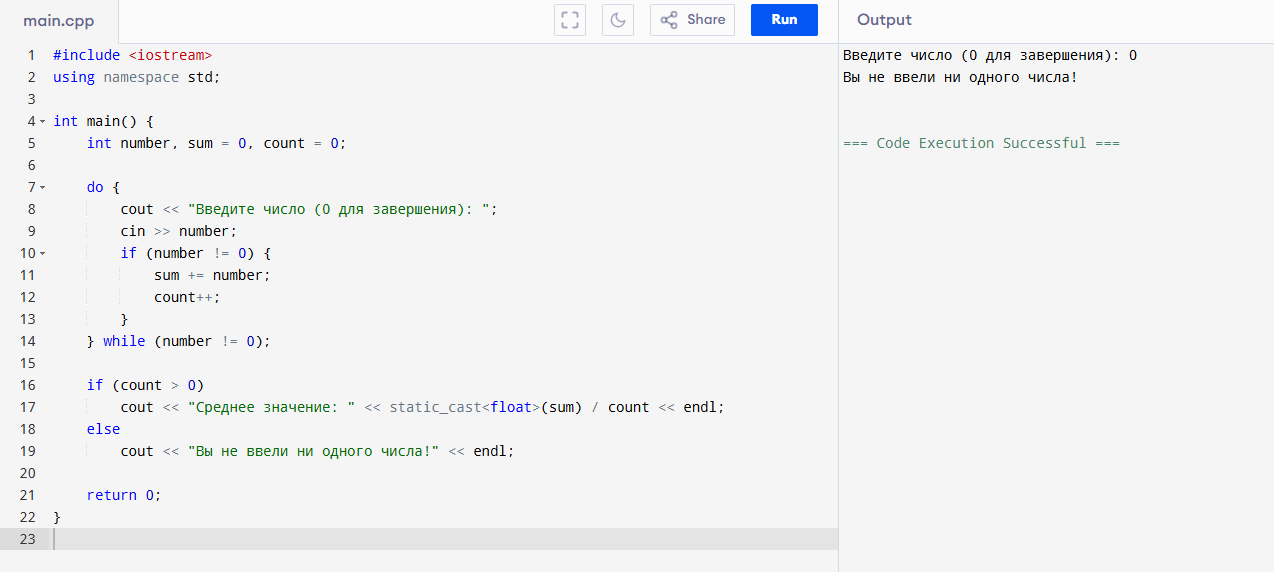 main.cpp
Share
Run
Output
1 #include <iostream>
2 using namespace std;
3
4 int main() {
5     int number, sum = 0, count = 0;
6
7     do {
8         cout << "Введите число (0 для завершения): ";
9         cin >> number;
10         if (number != 0) {
11             sum += number;
12             count++;
13         }
14     } while (number != 0);
15
16     if (count > 0)
17         cout << "Среднее значение: " << static_cast<float>(sum) / count << endl;
18     else
19         cout << "Вы не ввели ни одного числа!" << endl;
20
21     return 0;
22 }
23
Введите число (0 для завершения): 0
Вы не ввели ни одного числа!
=== Code Execution Successful ===